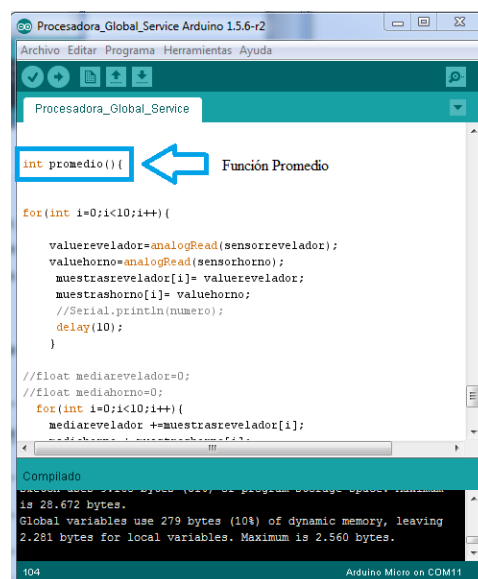 Procesadora_Global_Service Arduino 1.5.6-r2
Archivo Editar Programa Herramientas Ayuda
Procesadora_Global_Service
int promedio(){
Función Promedio
for(int i=0;i<10;i++){
valuerevelador=analogRead(sensorrevelador);
valuehorno=analogRead(sensorhorno);
muestrasrevelador[i]= valuerevelador;
muestrashorno[i]= valuehorno;
//Serial.println(numero);
delay(10);
}
//float mediarevelador=0;
//float mediahorno=0;
for(int i=0;i<10;i++){
mediarevelador +=muestrasrevelador[i];
Compilado
is 28.672 bytes.
Global variables use 279 bytes (10%) of dynamic memory, leaving
2.281 bytes for local variables. Maximum is 2.560 bytes.
104
Arduino Micro on COM11